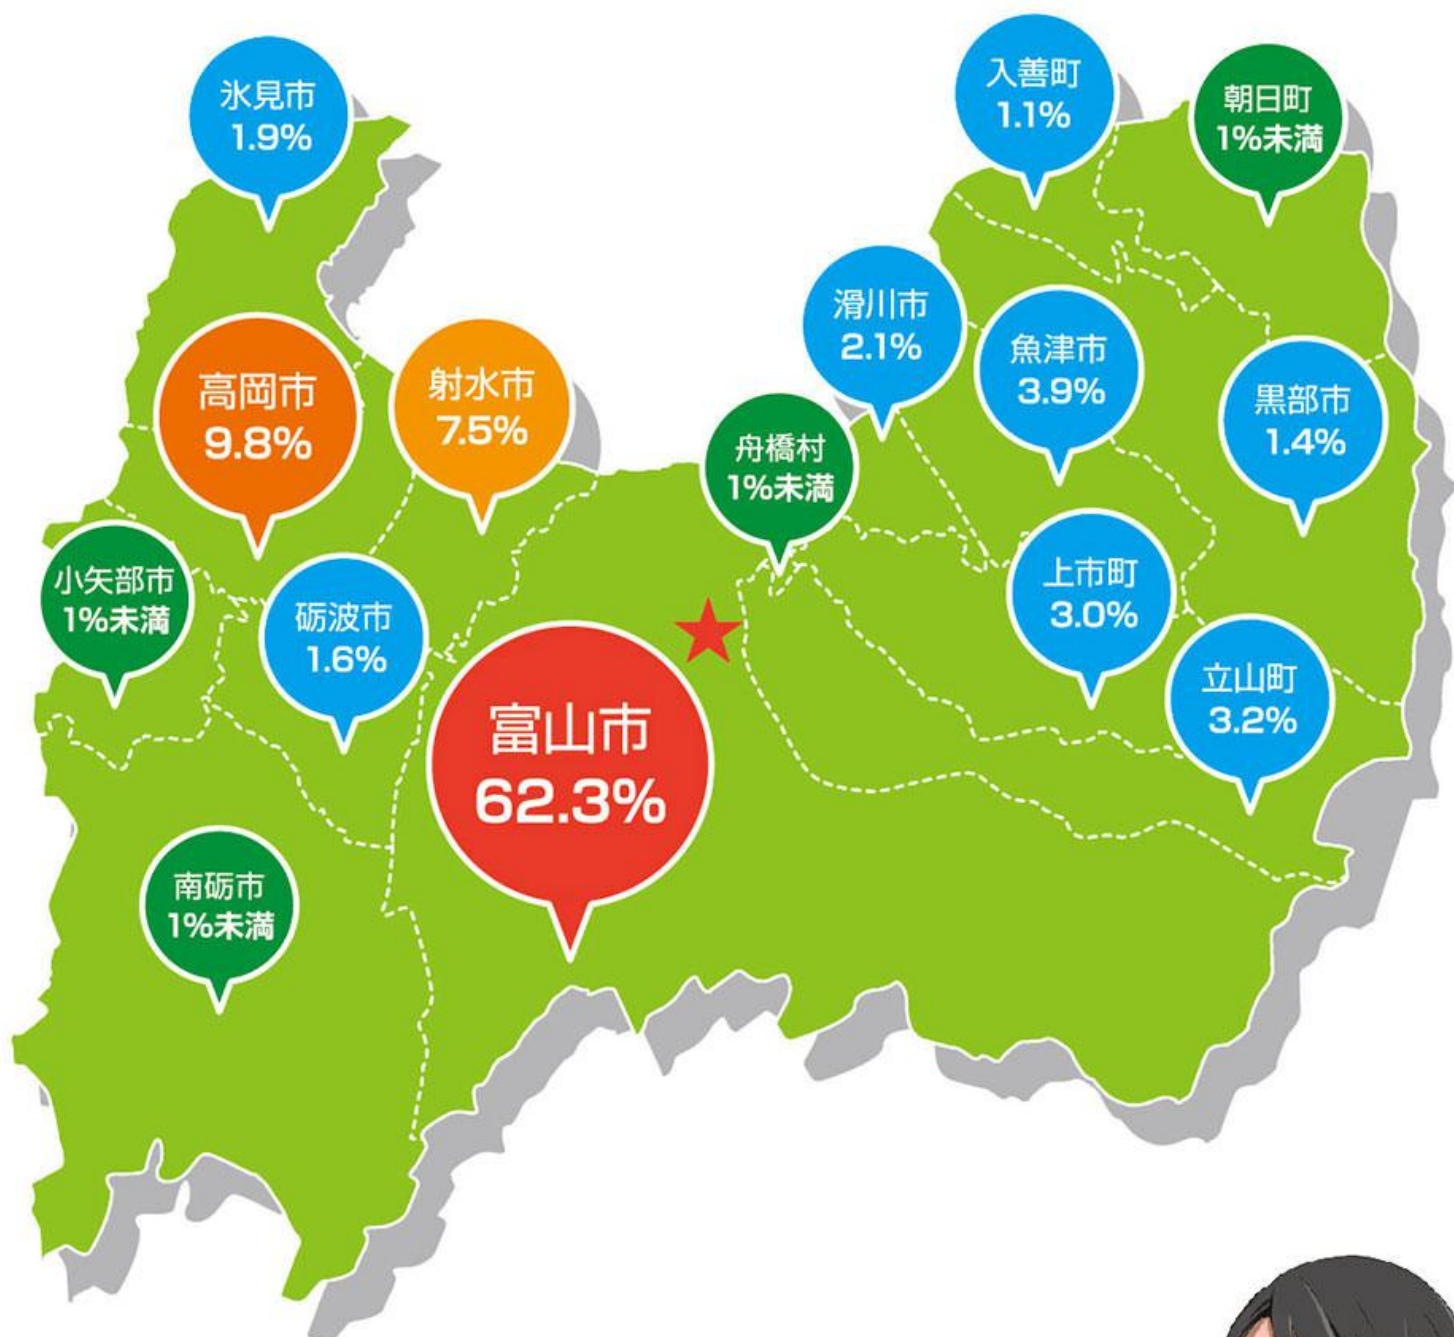 氷見市
1.9%
入善町
1.1%
朝日町
1%未満
滑川市
2.1%
魚津市
3.9%
高岡市
9.8%
射水市
7.5%
黒部市
1.4%
舟橋村
1%未満
小矢部市
1%未満
砺波市
1.6%
上市町
3.0%
立山町
3.2%
富山市
62.3%
南砺市
1%未満